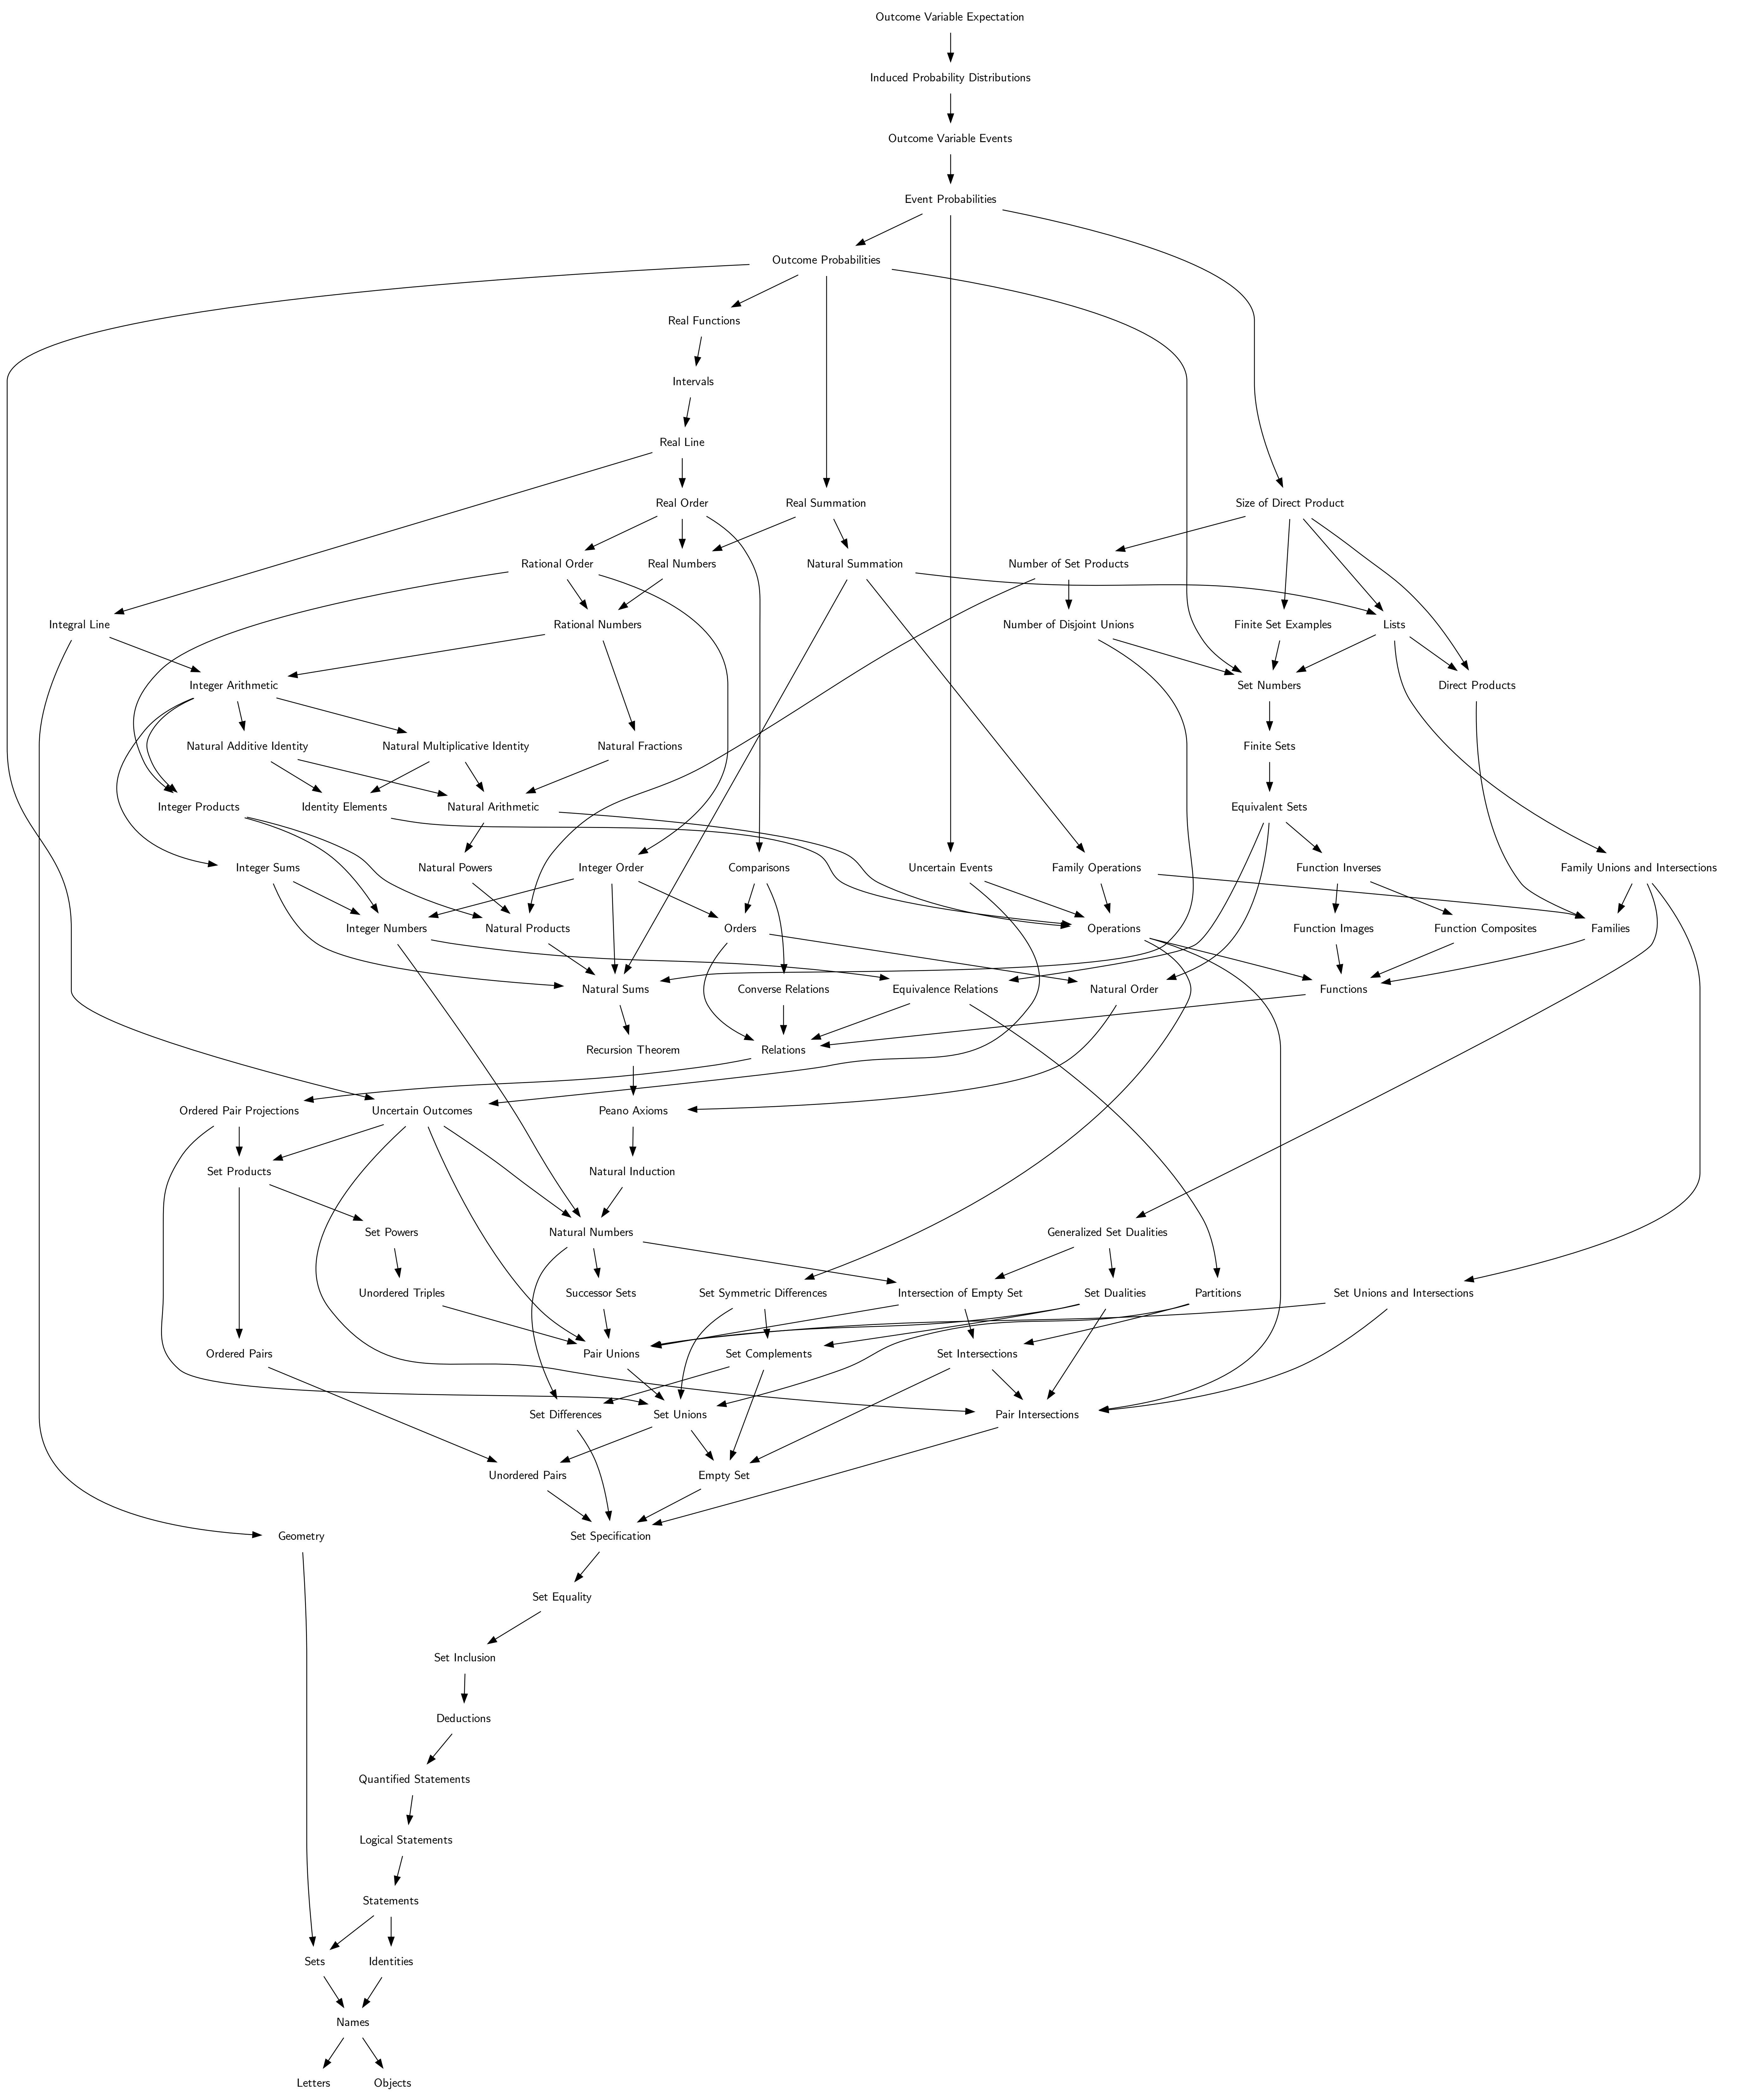 Outcome Variable Expectation
Induced Probability Distributions
Outcome Variable Events
Event Probabilities
Outcome Probabilities
Real Functions
Intervals
Real Line
Real Order
Real Summation
Size of Direct Product
Rational Order
Real Numbers
Natural Summation
Number of Set Products
Integral Line
Rational Numbers
Number of Disjoint Unions
Finite Set Examples
Lists
Integer Arithmetic
Set Numbers
Direct Products
Natural Additive Identity
Natural Multiplicative Identity
Natural Fractions
Finite Sets
Integer Products
Identity Elements
Natural Arithmetic
Equivalent Sets
Integer Sums
Natural Powers
Integer Order
Comparisons
Uncertain Events
Family Operations
Function Inverses
Family Unions and Intersections
Integer Numbers
Natural Products
Orders
Operations
Function Images
Function Composites
Families
Natural Sums
Converse Relations
Equivalence Relations
Natural Order
Functions
Recursion Theorem
Relations
Ordered Pair Projections
Uncertain Outcomes
Peano Axioms
Set Products
Natural Induction
Set Powers
Natural Numbers
Generalized Set Dualities
Unordered Triples
Successor Sets
Set Symmetric Differences
Intersection of Empty Set
Set Dualities
Partitions
Set Unions and Intersections
Ordered Pairs
Pair Unions
Set Complements
Set Intersections
Set Differences
Set Unions
Pair Intersections
Unordered Pairs
Empty Set
Geometry
Set Specification
Set Equality
Set Inclusion
Deductions
Quantified Statements
Logical Statements
Statements
Sets
Identities
Names
Letters
Objects